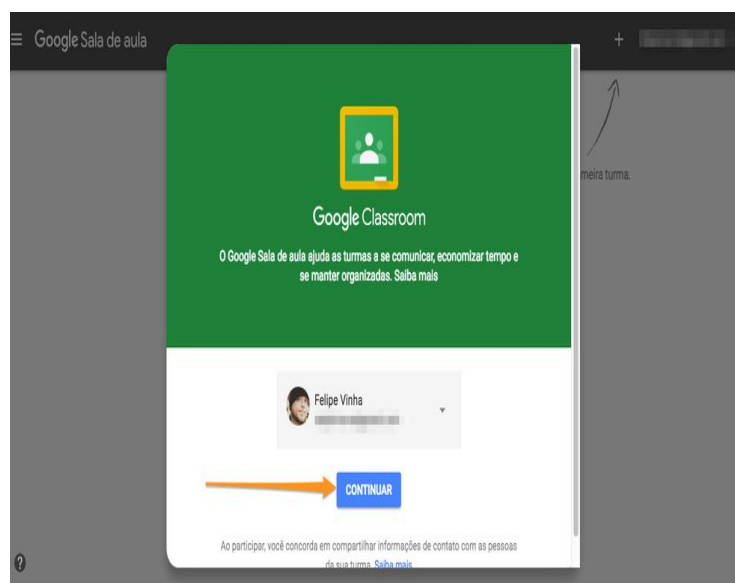 Google Sala de aula
+
meira turma.
Google Classroom
O Google Sala de aula ajuda as turmas a se comunicar, economizar tempo e
se manter organizadas. Saiba mais
Felipe Vinha
CONTINUAR
Ao participar, você concorda em compartilhar informações de contato com as pessoas
da sua turma. Saiba mais
?